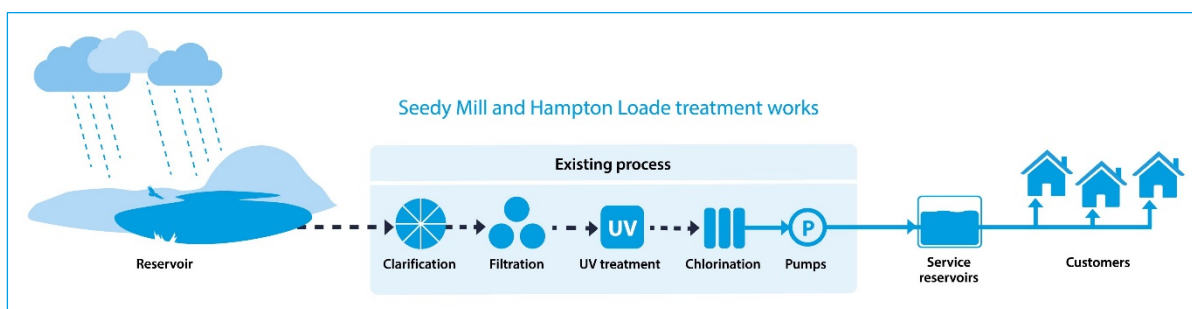 Seedy Mill and Hampton Loade treatment works
Existing process
UV
P
Reservoir
Clarification
Filtration
UV treatment
Chlorination
Pumps
Service
reservoirs
Customers